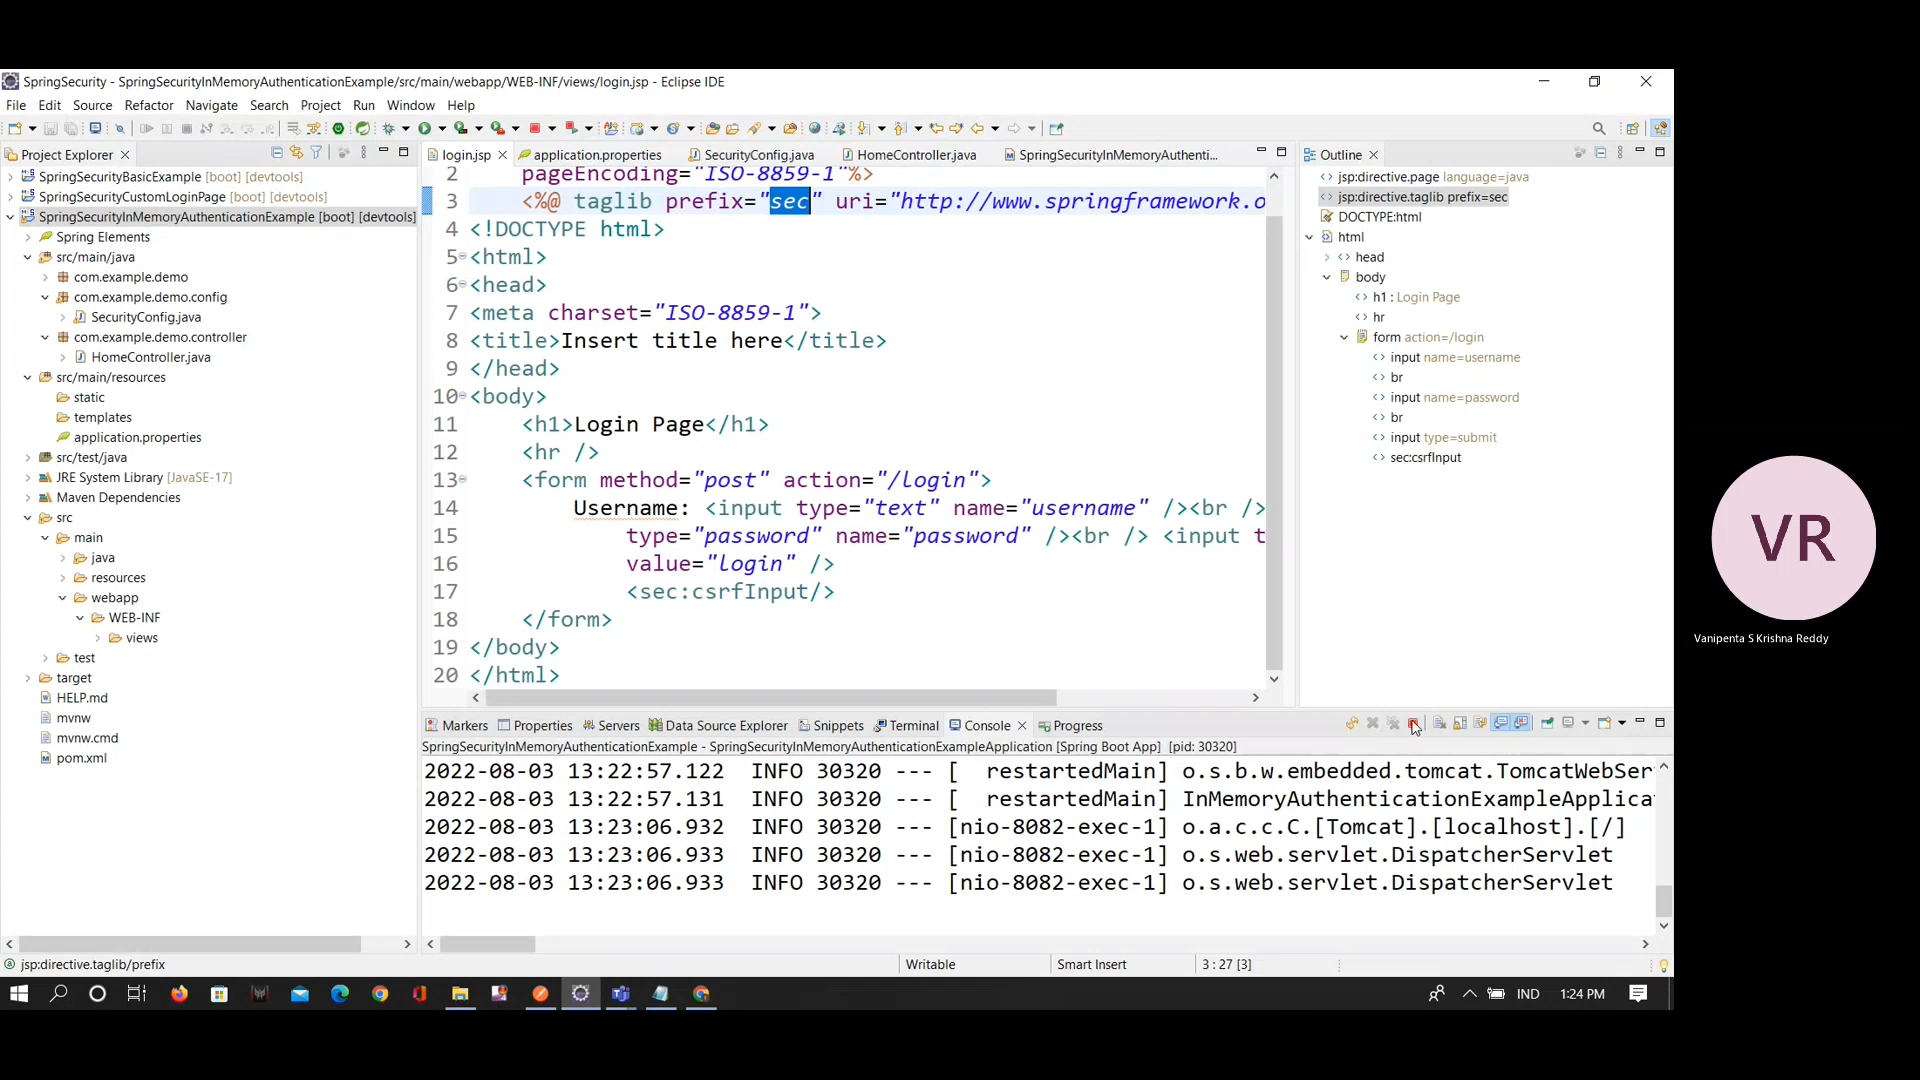 SpringSecurity - SpringSecurityInMemoryAuthenticationExample/src/main/webapp/WEB-INF/views/login.jsp - Eclipse IDE
File Edit Source Refactor Navigate Search Project Run Window Help
Project Explorer
SpringSecurityBasicExample [boot] [devtools]
SpringSecurityCustomLoginPage [boot] [devtools]
SpringSecurityInMemoryAuthenticationExample [boot] [devtools]
Spring Elements
src/main/java
com.example.demo
com.example.demo.config
SecurityConfig.java
com.example.demo.controller
HomeController.java
src/main/resources
static
templates
application.properties
src/test/java
JRE System Library [JavaSE-17]
Maven Dependencies
src
main
java
resources
webapp
WEB-INF
views
test
target
HELP.md
mvnw
mvnw.cmd
pom.xml
login.jsp application.properties SecurityConfig.java HomeController.java SpringSecurityInMemoryAuthenti...
2 pageEncoding="ISO-8859-1"%>
3 <%@ taglib prefix="sec" uri="http://www.springframework.o
4 <!DOCTYPE html>
5 <html>
6 <head>
7 <meta charset="ISO-8859-1">
8 <title>Insert title here</title>
9 </head>
10 <body>
11 <h1>Login Page</h1>
12 <hr />
13 <form method="post" action="/login">
14 Username: <input type="text" name="username" /><br />
15 type="password" name="password" /><br /> <input t
16 value="login" />
17 <sec:csrfInput/>
18 </form>
19 </body>
20 </html>
Outline
jsp:directive.page language=java
jsp:directive.taglib prefix=sec
DOCTYPE:html
html
head
body
h1 : Login Page
hr
form action=/login
input name=username
br
input name=password
br
input type=submit
sec:csrfInput
Markers Properties Servers Data Source Explorer Snippets Terminal Console Progress
SpringSecurityInMemoryAuthenticationExample - SpringSecurityInMemoryAuthenticationExampleApplication [Spring Boot App] [pid: 30320]
2022-08-03 13:22:57.122 INFO 30320 --- [ restartedMain] o.s.b.w.embedded.tomcat.TomcatWebSer
2022-08-03 13:22:57.131 INFO 30320 --- [ restartedMain] InMemoryAuthenticationExampleApplica
2022-08-03 13:23:06.932 INFO 30320 --- [nio-8082-exec-1] o.a.c.c.C.[Tomcat].[localhost].[/]
2022-08-03 13:23:06.933 INFO 30320 --- [nio-8082-exec-1] o.s.web.servlet.DispatcherServlet
2022-08-03 13:23:06.933 INFO 30320 --- [nio-8082-exec-1] o.s.web.servlet.DispatcherServlet
jsp:directive.taglib/prefix Writable Smart Insert 3 : 27 [3]
IND 1:24 PM
VR
Vanipenta S Krishna Reddy